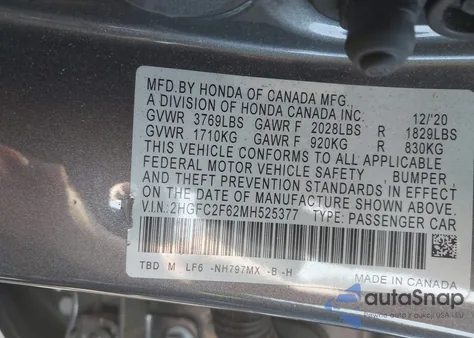 MFD.BY HONDA OF CANADA MFG.,
A DIVISION OF HONDA CANADA INC. 12/'20
GVWR 3769LBS GAWR F 2028LBS R 1829LBS
GVWR 1710KG GAWR F 920KG R 830KG
THIS VEHICLE CONFORMS TO ALL APPLICABLE
FEDERAL MOTOR VEHICLE SAFETY, BUMPER,
AND THEFT PREVENTION STANDARDS IN EFFECT
ON THE DATE OF MANUFACTURE SHOWN ABOVE.
V.I.N.:2HGFC2F62MH525377 TYPE: PASSENGER CAR
TBD M LF6 -NH797MX -B -H
MADE IN CANADA
autoSnap